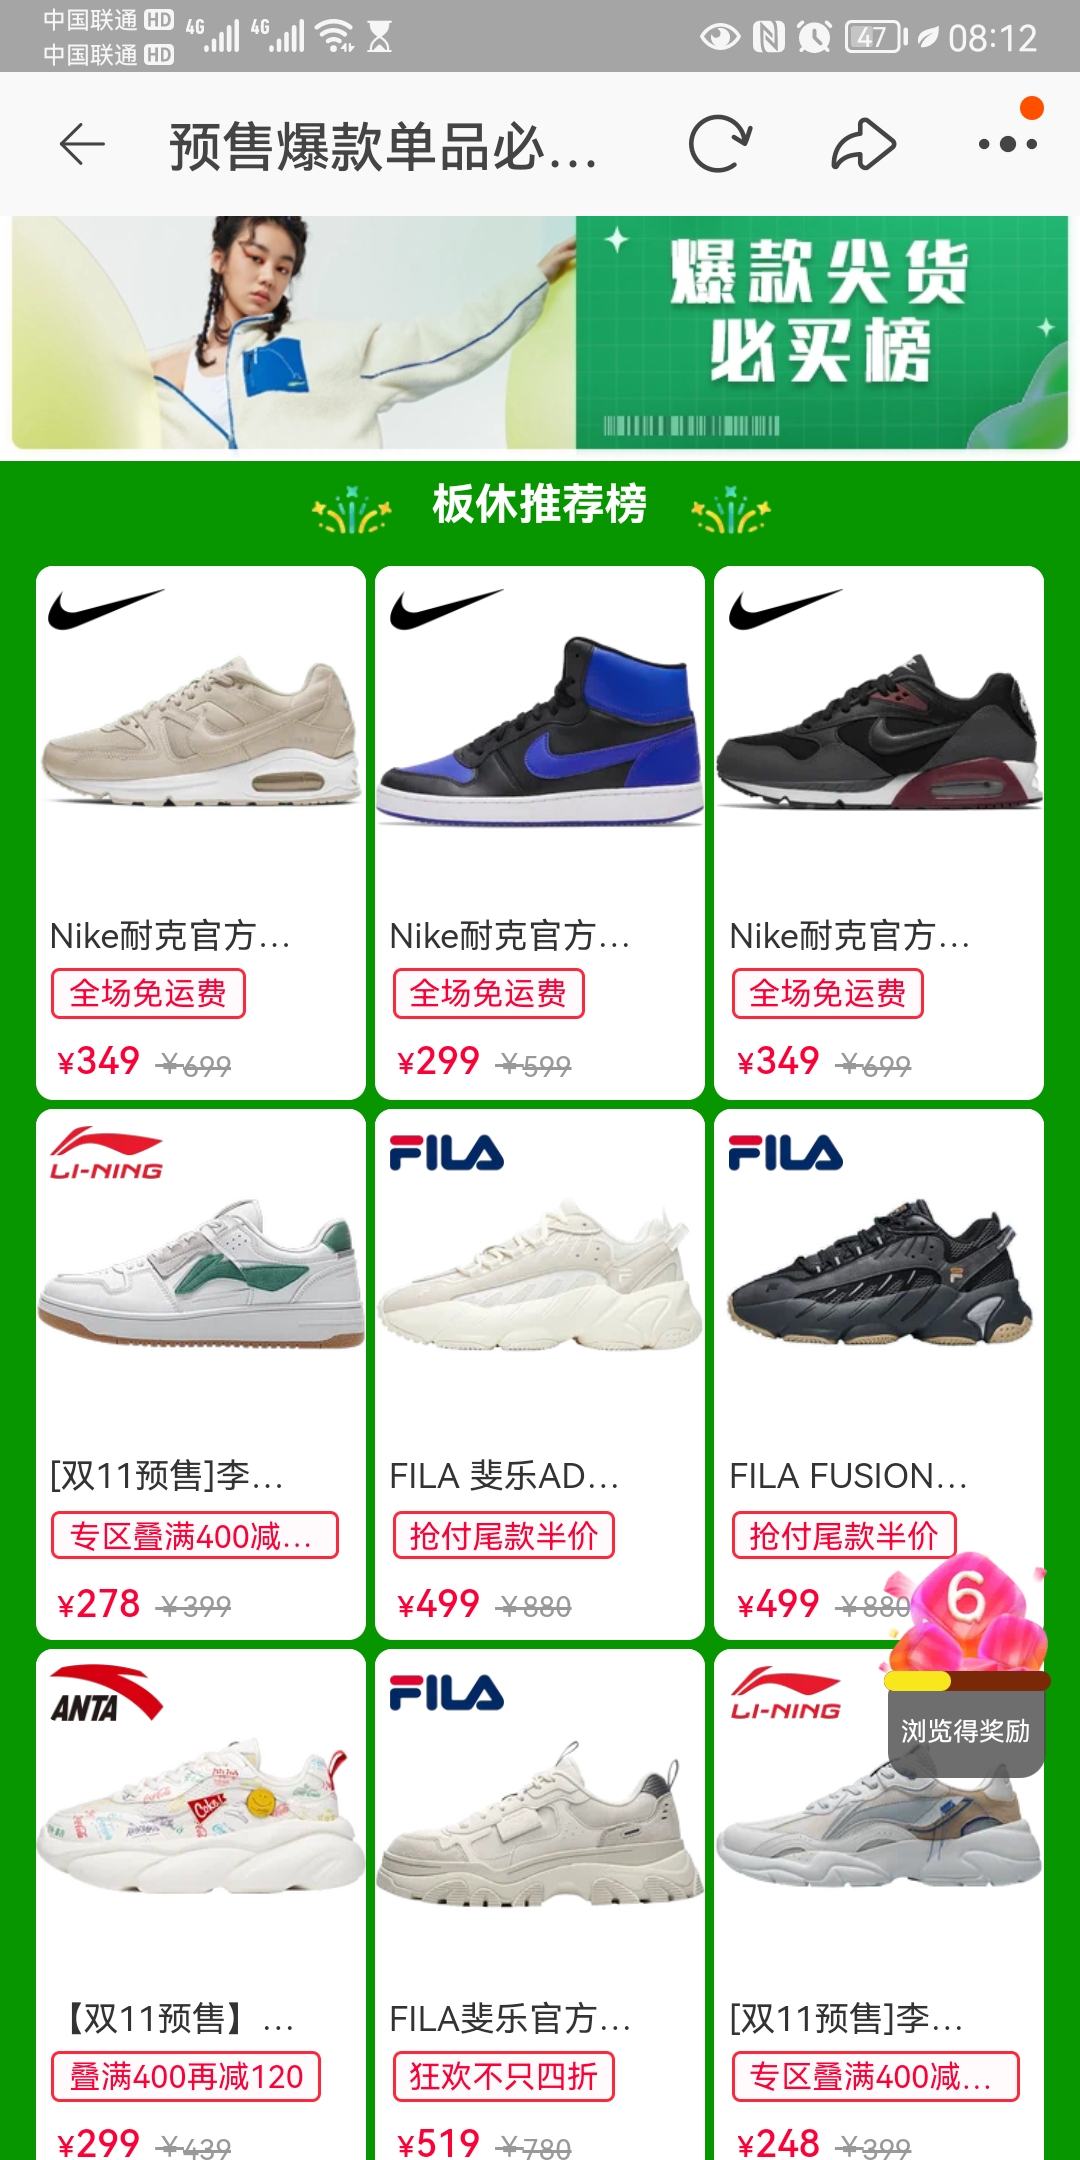 中国联通 HD 4G 4G 47 08:12
中国联通 HD
预售爆款单品必...
爆款尖货
必买榜
板休推荐榜
Nike耐克官方...
Nike耐克官方...
Nike耐克官方...
全场免运费
全场免运费
全场免运费
¥349 ¥699
¥299 ¥599
¥349 ¥699
LI-NING
FILA
FILA
[双11预售]李...
FILA 斐乐AD...
FILA FUSION...
专区叠满400减...
抢付尾款半价
抢付尾款半价
¥278 ¥399
¥499 ¥880
¥499 ¥880
6
浏览得奖励
ANTA
FILA
LI-NING
Coke
【双11预售】...
FILA斐乐官方...
[双11预售]李...
叠满400再减120
狂欢不只四折
专区叠满400减...
¥299 ¥439
¥519 ¥780
¥248 ¥399